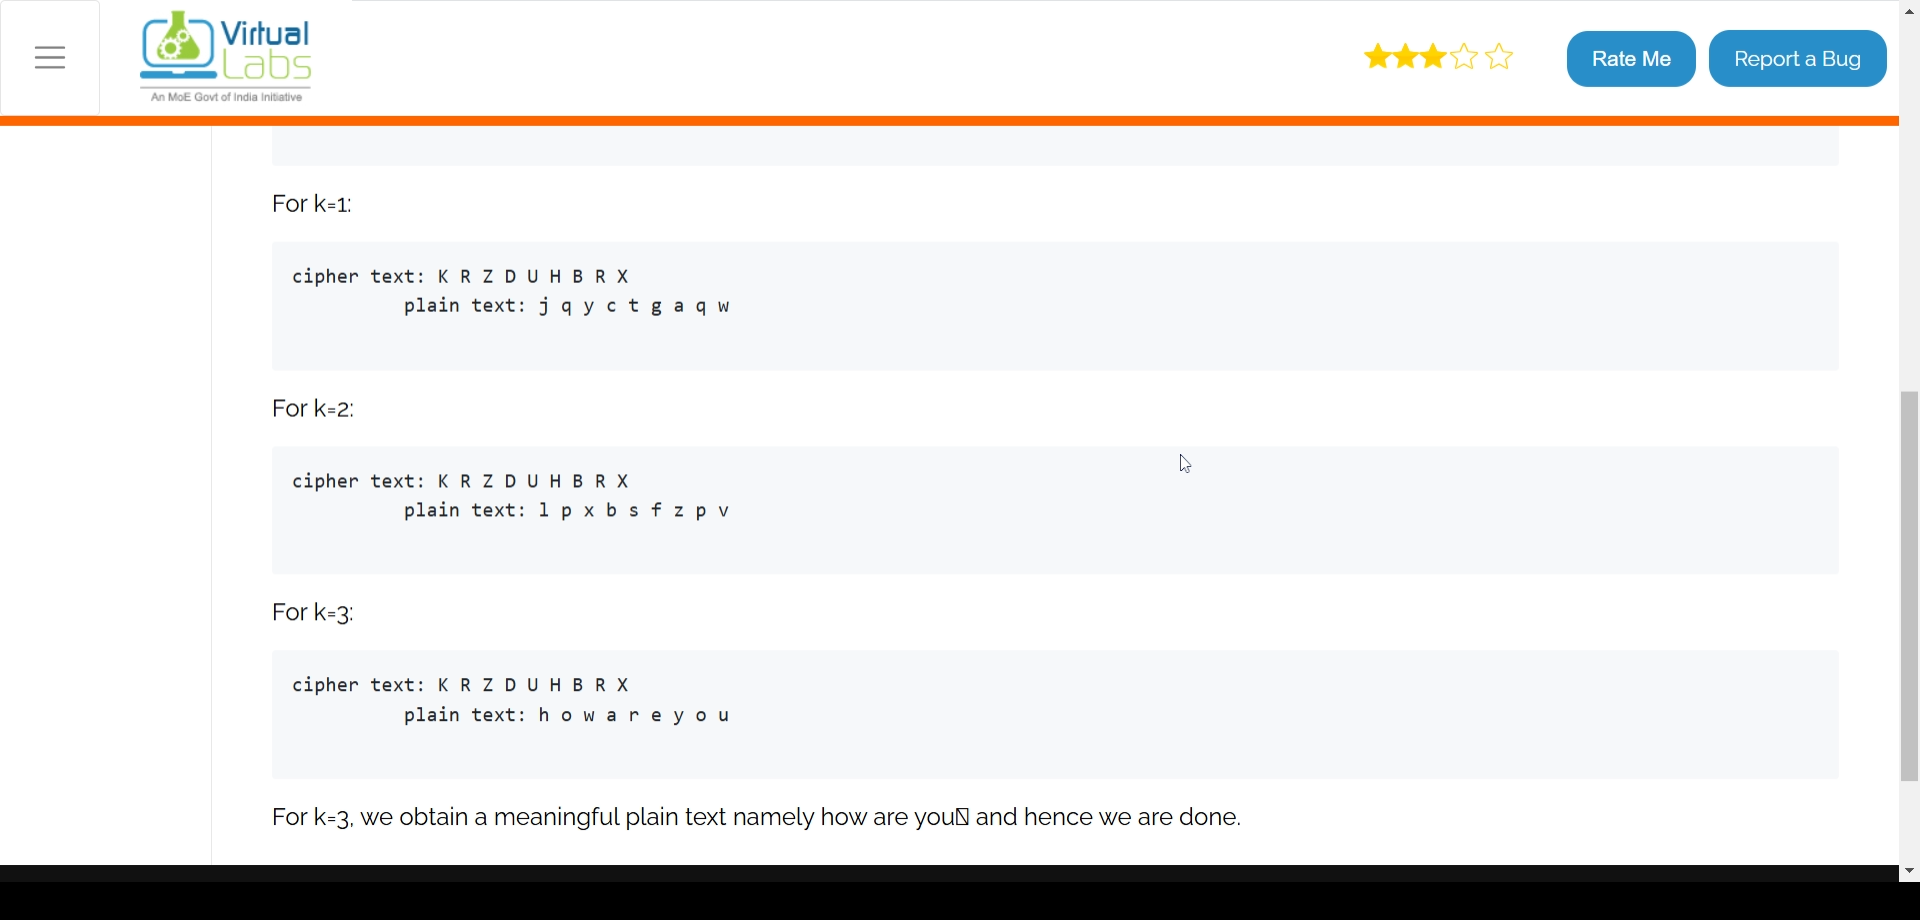 Virtual
Labs
An MoE Govt of India Initiative
Rate Me
Report a Bug
For k=1:
cipher text: K R Z D U H B R X
plain text: j q y c t g a q w
For k=2:
cipher text: K R Z D U H B R X
plain text: l p x b s f z p v
For k=3:
cipher text: K R Z D U H B R X
plain text: h o w a r e y o u
For k=3, we obtain a meaningful plain text namely how are you and hence we are done.